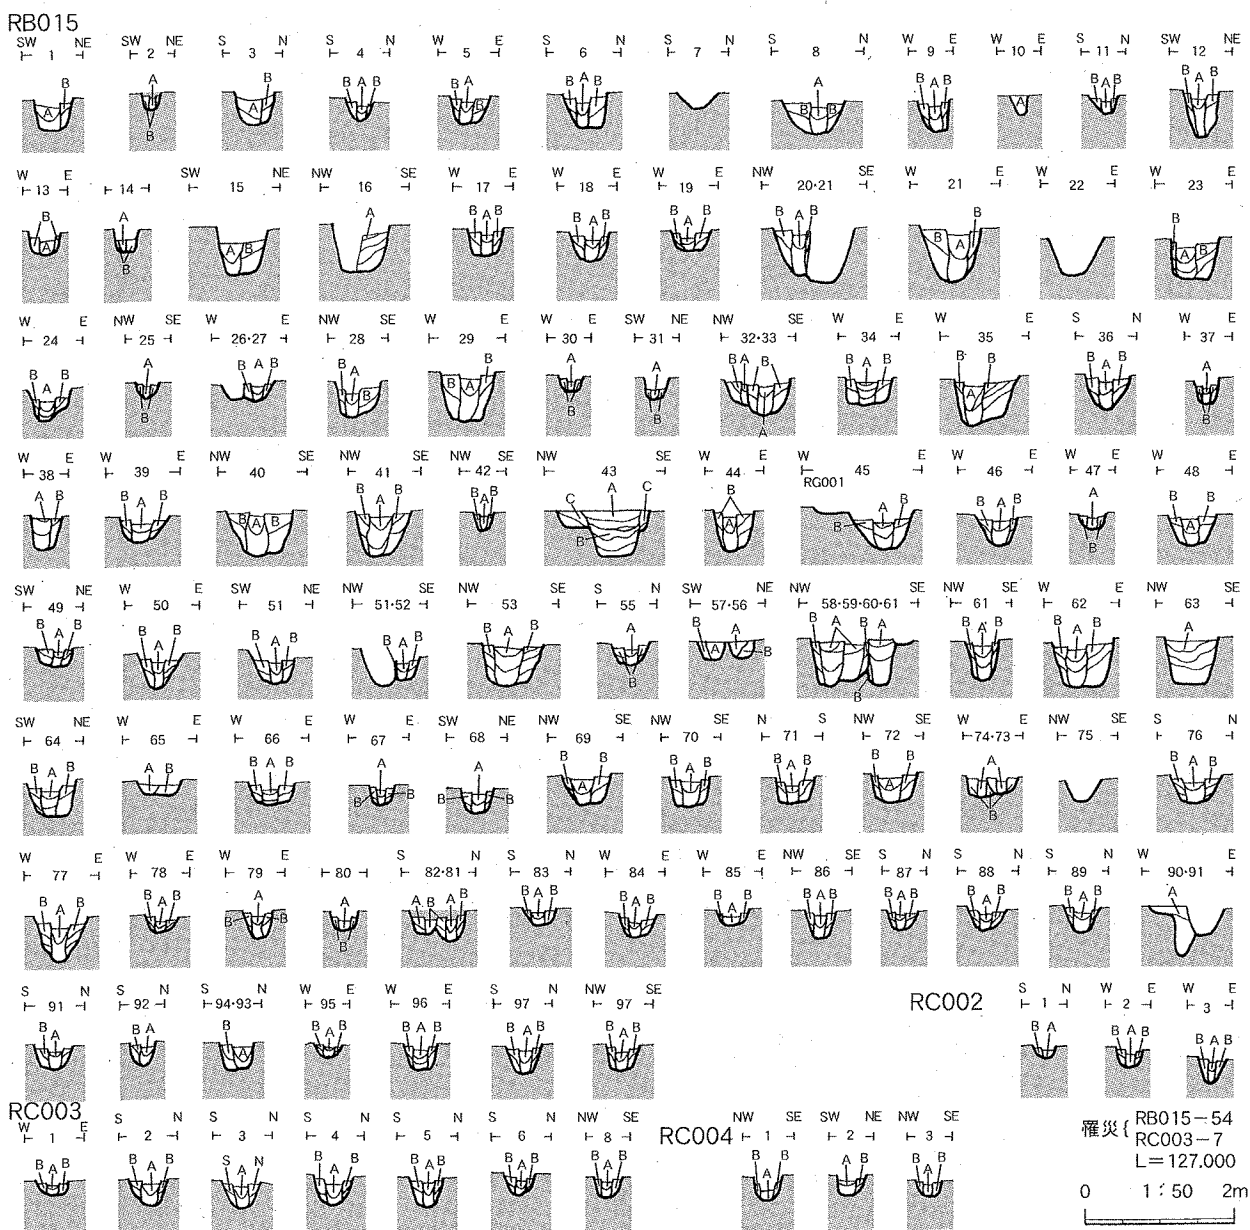 RB015
SW 1 NE
SW 2 NE
S 3 N
S 4 N
W 5 E
S 6 N
S 7 N
S 8 N
W 9 E
W 10 E
S 11 N
SW 12 NE
W 13 E
14
SW 15 NE
NW 16 SE
W 17 E
W 18 E
W 19 E
NW 20・21 SE
W 21 E
W 22 E
W 23 E
W 24 E
NW 25 SE
W 26・27 E
NW 28 SE
W 29 E
W 30 E
SW 31 NE
NW 32・33 SE
W 34 E
W 35 E
S 36 N
W 37 E
W 38 E
W 39 E
NW 40 SE
NW 41 SE
NW 42 SE
NW 43 SE
W 44 E
W 45 E
RG001
W 46 E
W 47 E
W 48 E
SW 49 NE
W 50 E
SW 51 NE
NW 51・52 SE
NW 53 SE
S 55 N
SW 57・56 NE
NW 58・59・60・61 SE
NW 61 SE
W 62 E
NW 63 SE
SW 64 NE
W 65 E
W 66 E
W 67 E
SW 68 NE
NW 69 SE
NW 70 SE
N 71 S
NW 72 SE
W 74・73 E
NW 75 SE
S 76 N
W 77 E
W 78 E
W 79 E
80
S 82・81 N
S 83 N
W 84 E
W 85 E
NW 86 SE
S 87 N
S 88 N
S 89 N
W 90・91 E
S 91 N
S 92 N
S 94・93 N
W 95 E
W 96 E
S 97 N
NW 97 SE
RC002
S 1 N
W 2 E
W 3 E
RC003
W 1 E
S 2 N
S 3 N
S 4 N
S 5 N
S 6 N
NW 8 SE
RC004
NW 1 SE
SW 2 NE
NW 3 SE
罹災{ RB015-54
RC003-7
L=127.000
0 1:50 2m